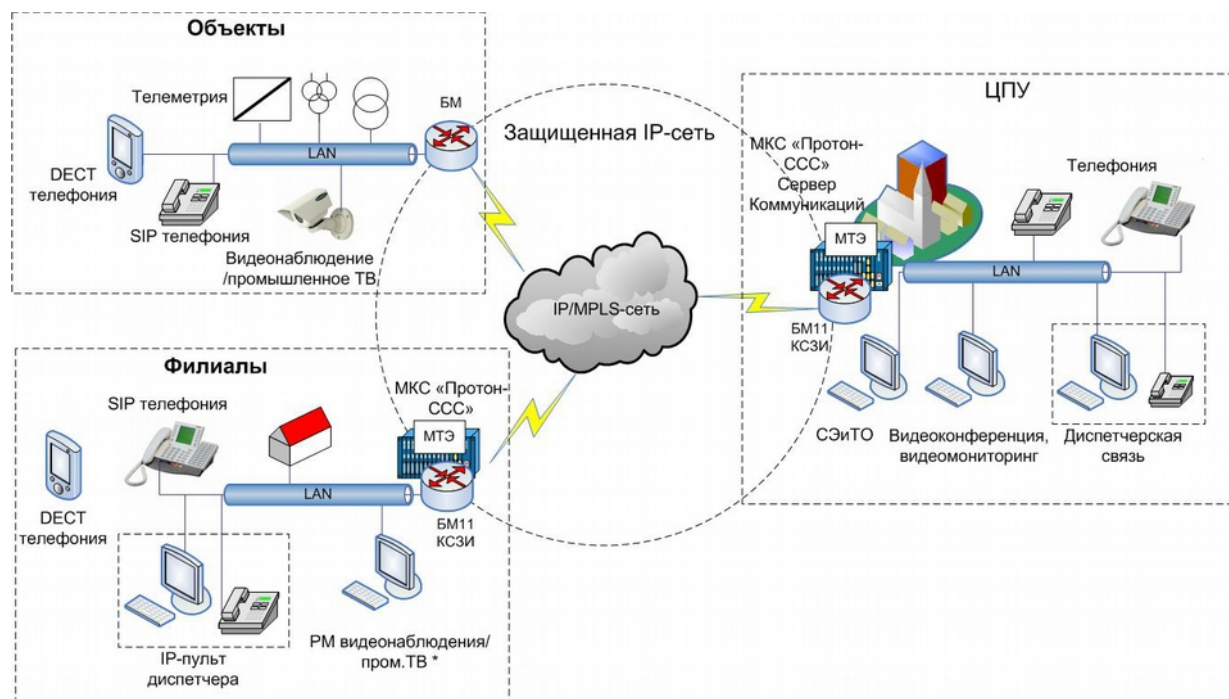 Объекты
Телеметрия
БМ
LAN
DECT
телефония
SIP телефония
Видеонаблюдение
/промышленное ТВ
Защищенная IP-сеть
IP/MPLS-сеть
ЦПУ
МКС «Протон-
ССС»
Сервер
Коммуникаций
МТЭ
Телефония
LAN
БМ11
КСЗИ
СЭиТО
Видеоконференция,
видеомониторинг
Диспетчерская
связь
Филиалы
SIP телефония
МКС «Протон-
ССС»
МТЭ
LAN
DECT
телефония
БМ11
КСЗИ
IP-пульт
диспетчера
РМ видеонаблюдения/
пром.ТВ *